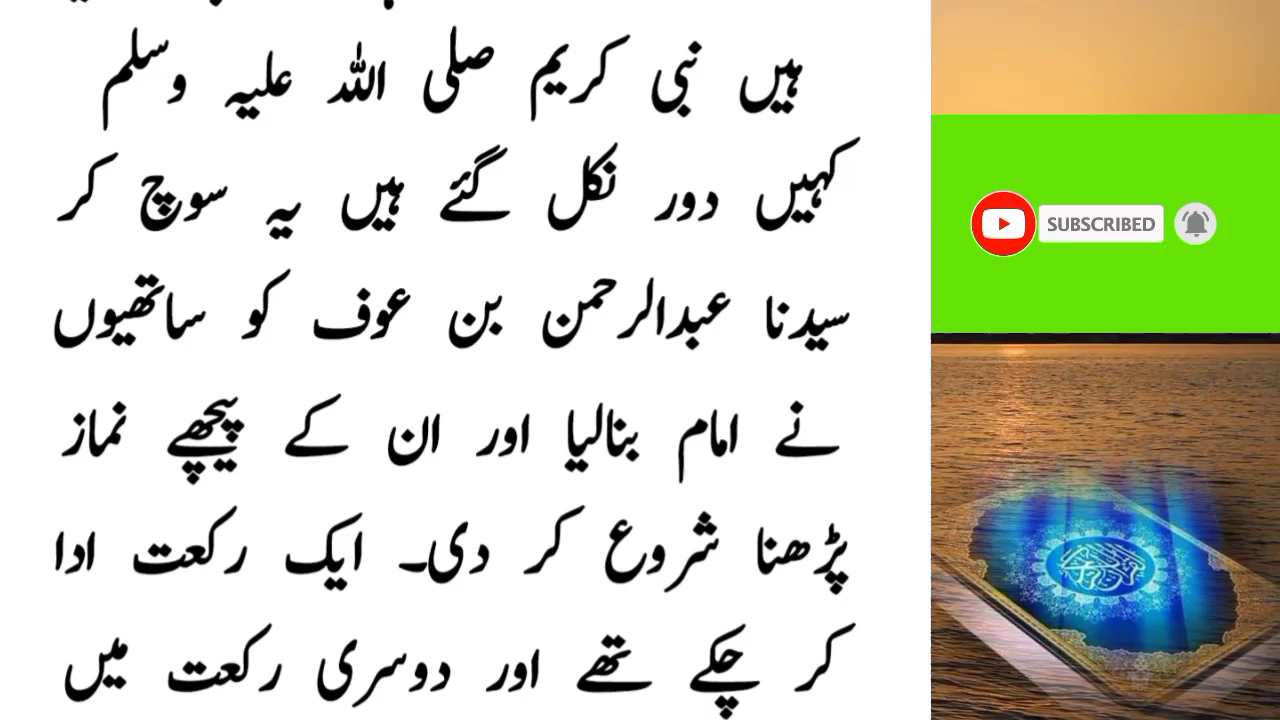 ہیں نبی کریم صلی اللہ علیہ وسلم
کہیں دور نکل گئے ہیں یہ سوچ کر
سیدنا عبدالرحمن بن عوف کو ساتھیوں
نے امام بنالیا اور ان کے پیچھے نماز
پڑھنا شروع کر دی۔ ایک رکعت ادا
کر چکے تھے اور دوسری رکعت میں
SUBSCRIBED